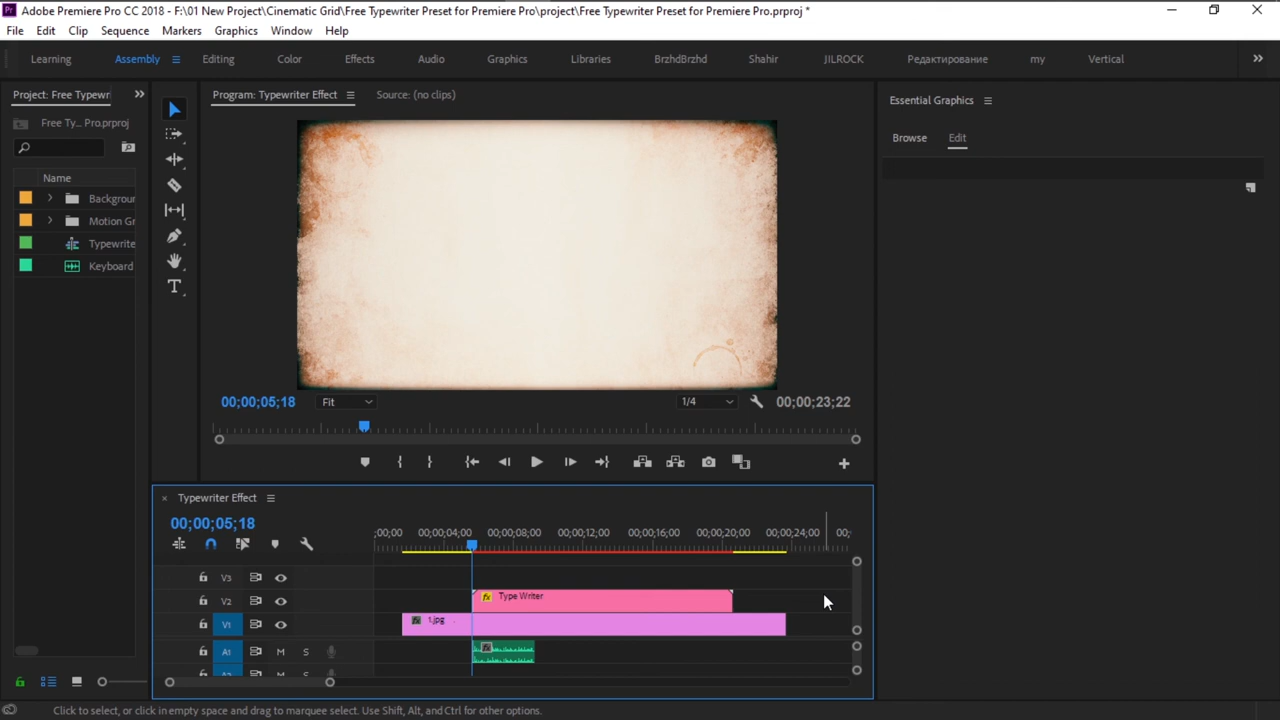 Adobe Premiere Pro CC 2018 - F:\01 New Project\Cinematic Grid\Free Typewriter Preset for Premiere Pro\project\Free Typewriter Preset for Premiere Pro.prproj *
File Edit Clip Sequence Markers Graphics Window Help
Learning Assembly Editing Color Effects Audio Graphics Libraries BrzhdBrzhd Shahir JILROCK Редактирование my Vertical
Project: Free Typewr
Program: Typewriter Effect
Source: (no clips)
Essential Graphics
Free Ty... Pro.prproj
Browse Edit
Name
Backgrour
Motion Gr
Typewrite
Keyboard
00;00;05;18 Fit 1/4 00;00;23;22
Typewriter Effect
00;00;05;18
;00;00 00;00;04;00 00;00;08;00 00;00;12;00 00;00;16;00 00;00;20;00 00;00;24;00 00;
V3
V2 Type Writer
V1 1.jpg
A1 M S
Click to select, or click in empty space and drag to marquee select. Use Shift, Alt, and Ctrl for other options.